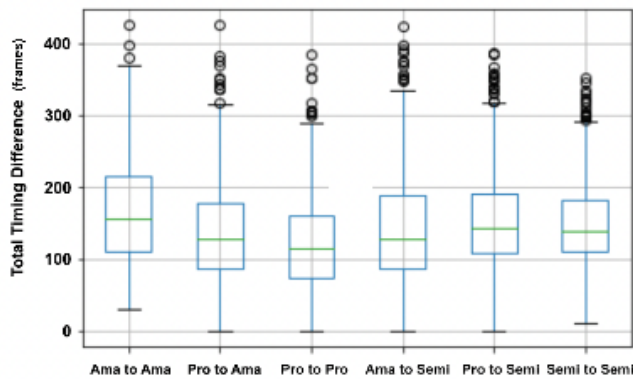 Total Timing Difference (frames)
400
300
200
100
0
Ama to Ama Pro to Ama Pro to Pro Ama to Semi Pro to Semi Semi to Semi